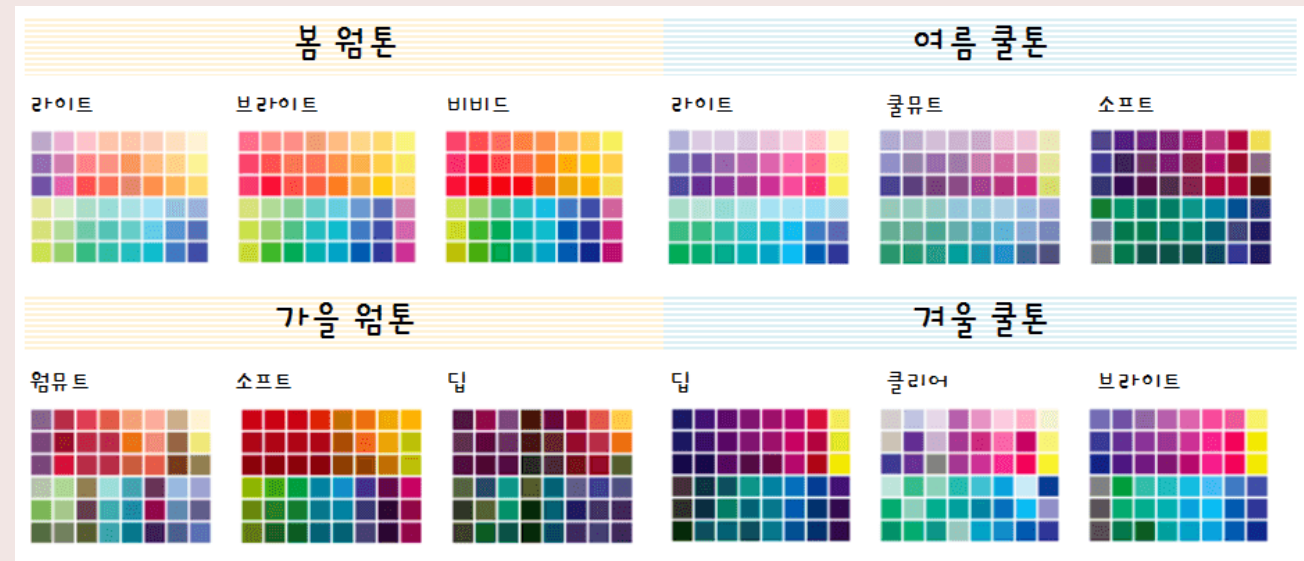 봄 웜톤
여름 쿨톤
라이트
브라이트
비비드
라이트
쿨뮤트
소프트
가을 웜톤
겨울 쿨톤
웜뮤트
소프트
딥
딥
클리어
브라이트